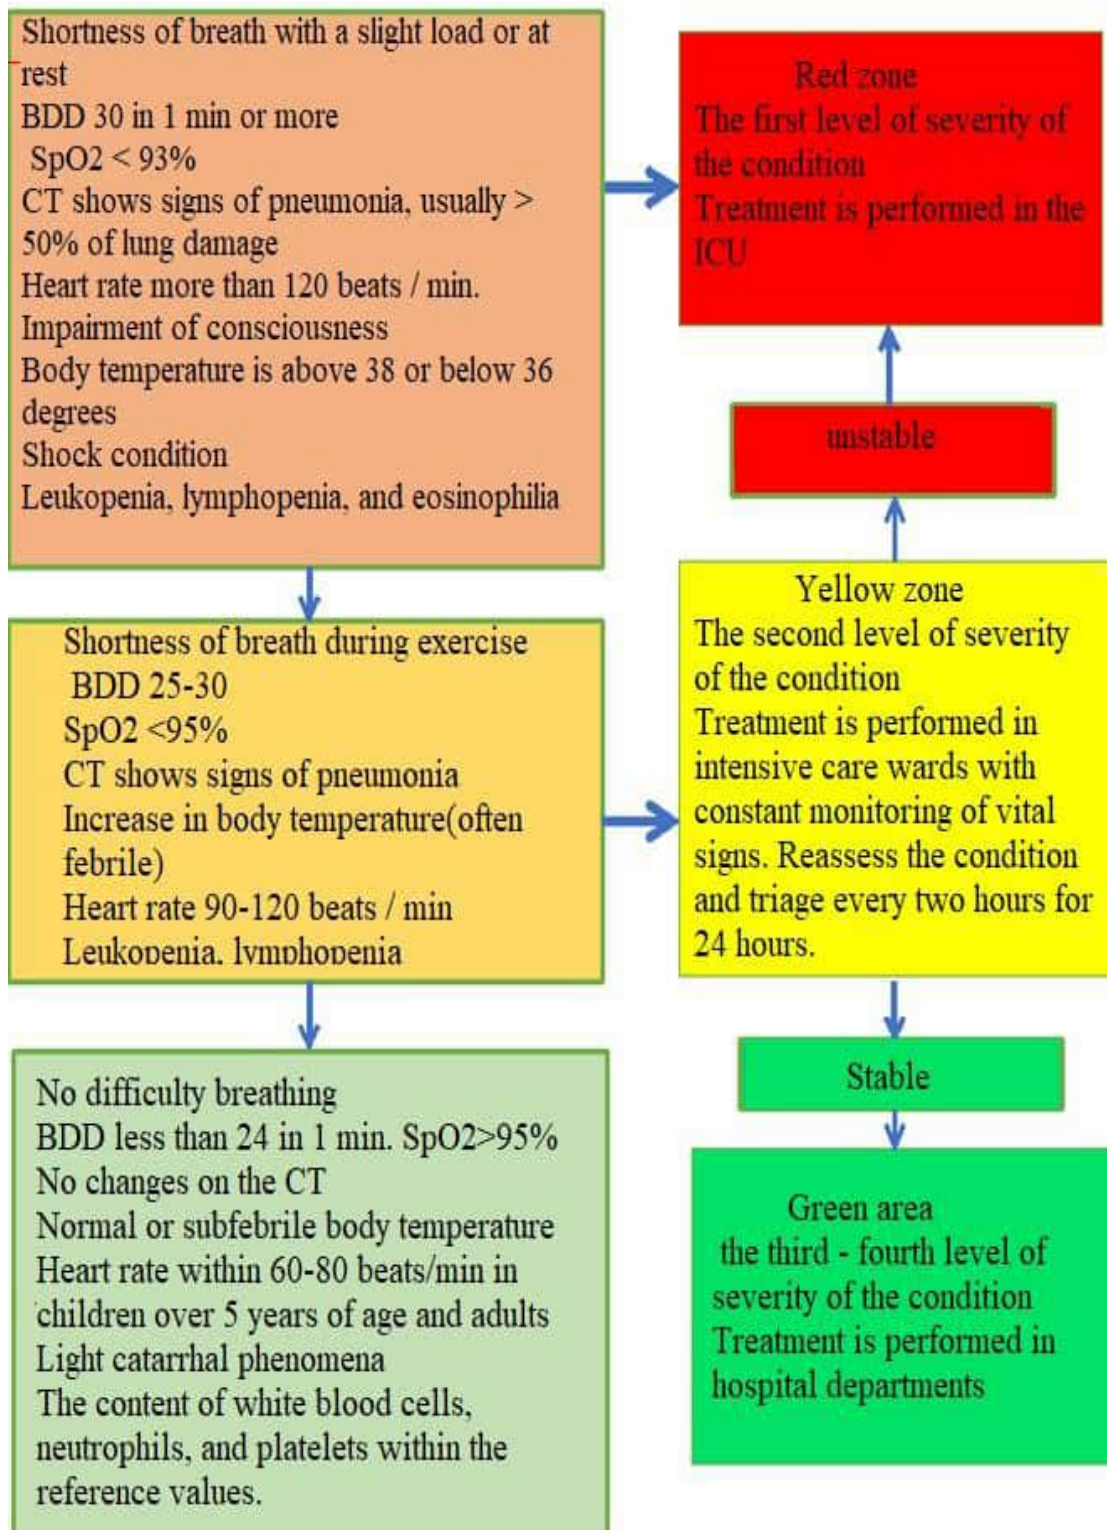 Shortness of breath with a slight load or at
rest
BDD 30 in 1 min or more
SpO2 < 93%
CT shows signs of pneumonia, usually >
50% of lung damage
Heart rate more than 120 beats / min.
Impairment of consciousness
Body temperature is above 38 or below 36
degrees
Shock condition
Leukopenia, lymphopenia, and eosinophilia
Red zone
The first level of severity of
the condition
Treatment is performed in the
ICU
unstable
Shortness of breath during exercise
BDD 25-30
SpO2 <95%
CT shows signs of pneumonia
Increase in body temperature(often
febrile)
Heart rate 90-120 beats / min
Leukopenia, lymphopenia
Yellow zone
The second level of severity
of the condition
Treatment is performed in
intensive care wards with
constant monitoring of vital
signs. Reassess the condition
and triage every two hours for
24 hours.
Stable
No difficulty breathing
BDD less than 24 in 1 min. SpO2>95%
No changes on the CT
Normal or subfebrile body temperature
Heart rate within 60-80 beats/min in
children over 5 years of age and adults
Light catarrhal phenomena
The content of white blood cells,
neutrophils, and platelets within the
reference values.
Green area
the third - fourth level of
severity of the condition
Treatment is performed in
hospital departments